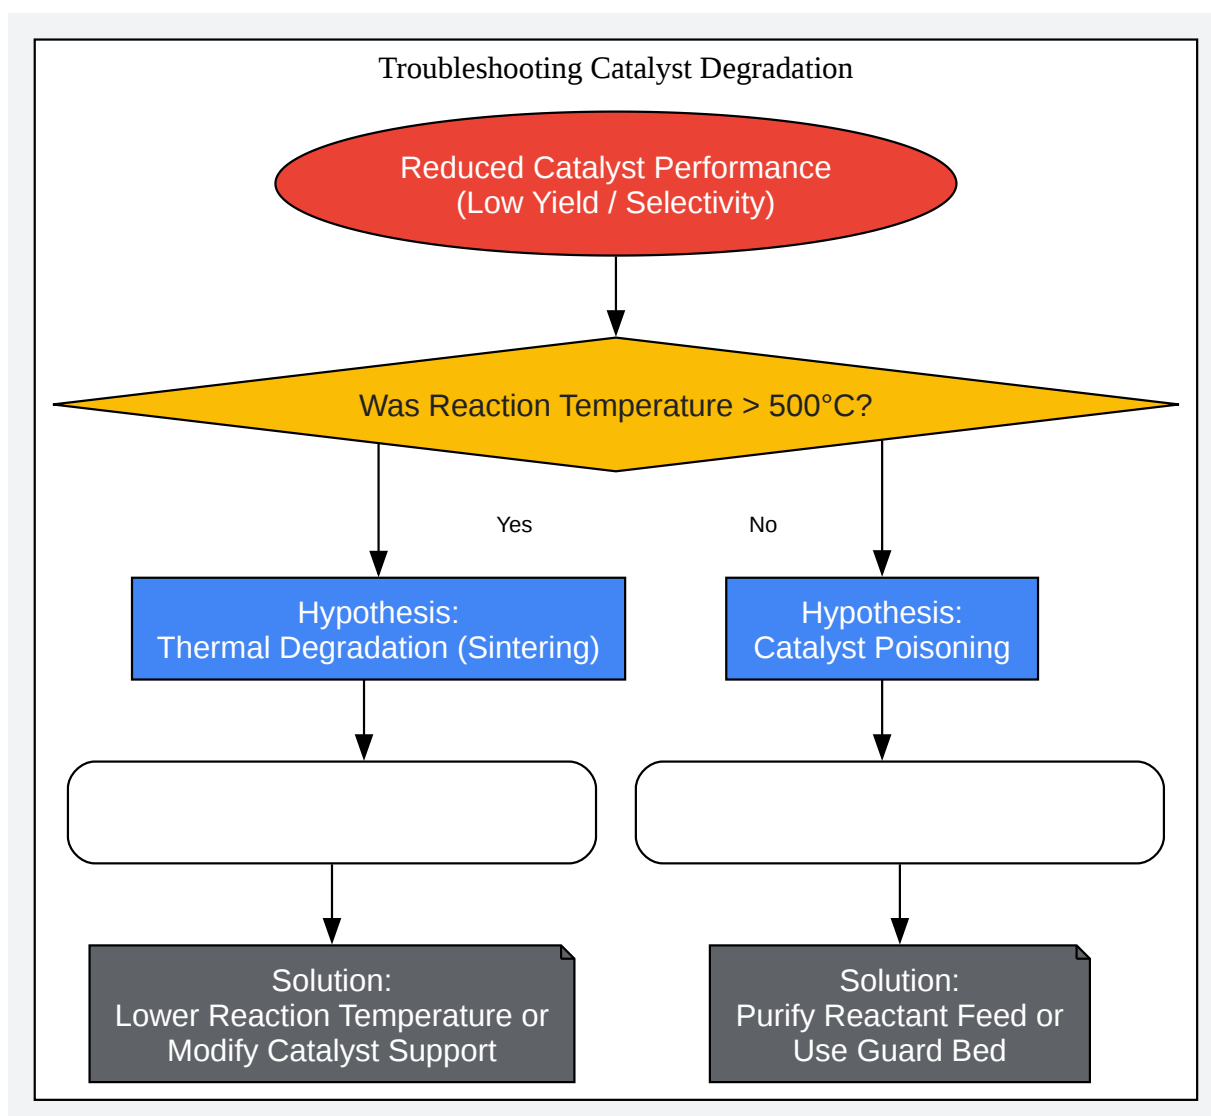 Troubleshooting Catalyst Degradation
Reduced Catalyst Performance
(Low Yield / Selectivity)
Was Reaction Temperature > 500°C?
Yes
No
Hypothesis:
Thermal Degradation (Sintering)
Hypothesis:
Catalyst Poisoning
Solution:
Lower Reaction Temperature or
Modify Catalyst Support
Solution:
Purify Reactant Feed or
Use Guard Bed